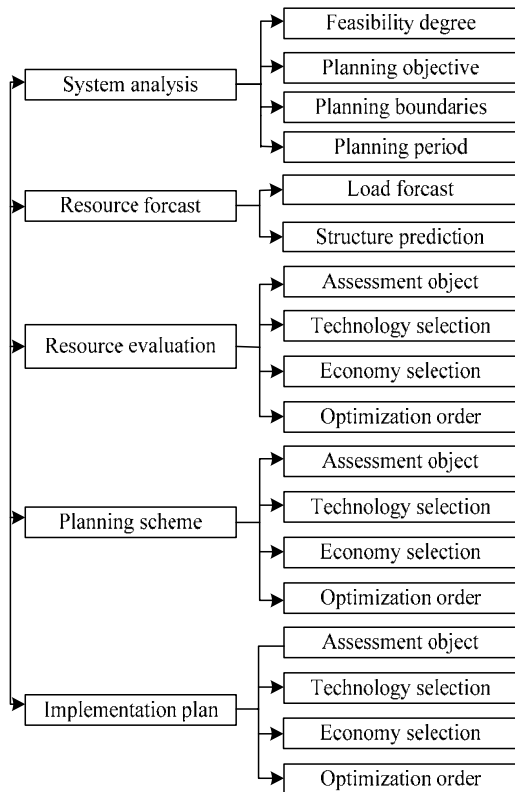 System analysis
Feasibility degree
Planning objective
Planning boundaries
Planning period
Resource forcast
Load forcast
Structure prediction
Resource evaluation
Assessment object
Technology selection
Economy selection
Optimization order
Planning scheme
Assessment object
Technology selection
Economy selection
Optimization order
Implementation plan
Assessment object
Technology selection
Economy selection
Optimization order